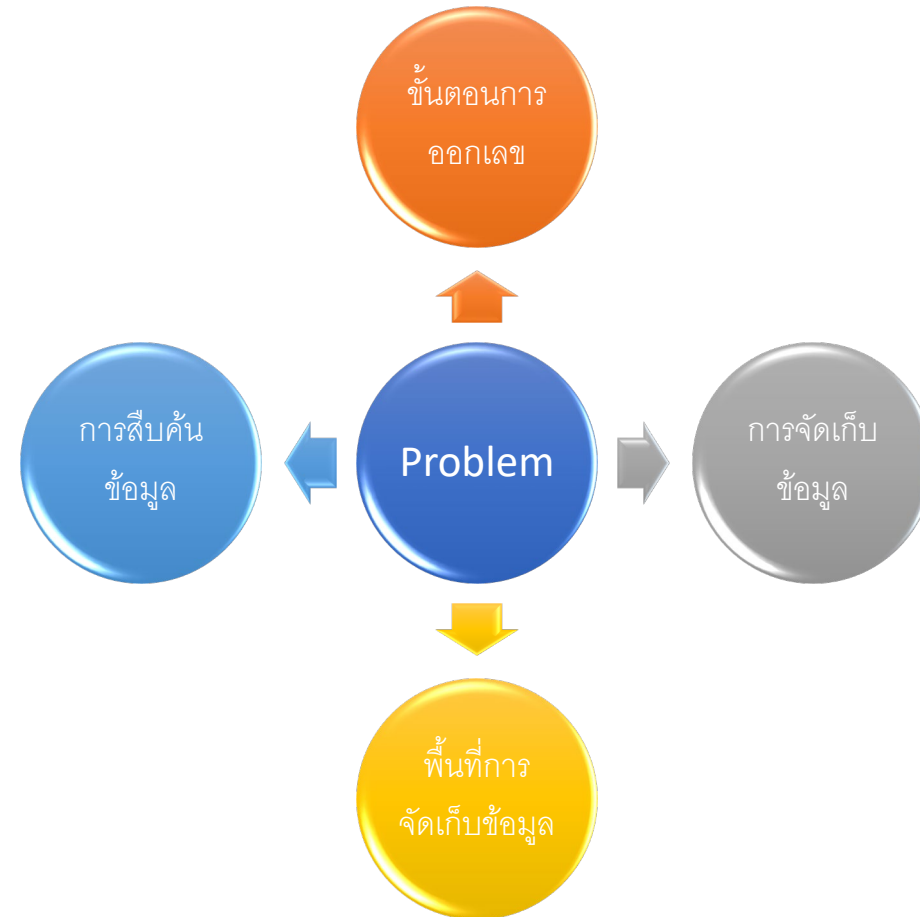 ขั้นตอนการ
ออกเลข
การสืบค้น
ข้อมูล
Problem
การจัดเก็บ
ข้อมูล
พื้นที่การ
จัดเก็บข้อมูล